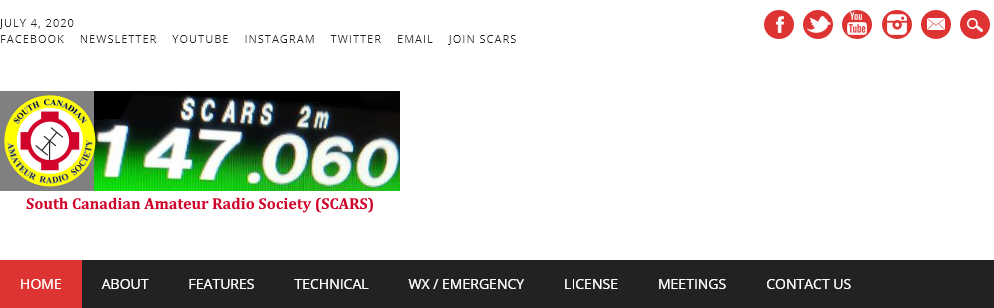 JULY 4, 2020
FACEBOOK NEWSLETTER YOUTUBE INSTAGRAM TWITTER EMAIL JOIN SCARS
You
Tube
SOUTH CANADIAN
AMATEUR RADIO SOCIETY
SCARS 2m
147.060
South Canadian Amateur Radio Society (SCARS)
HOME ABOUT FEATURES TECHNICAL WX / EMERGENCY LICENSE MEETINGS CONTACT US